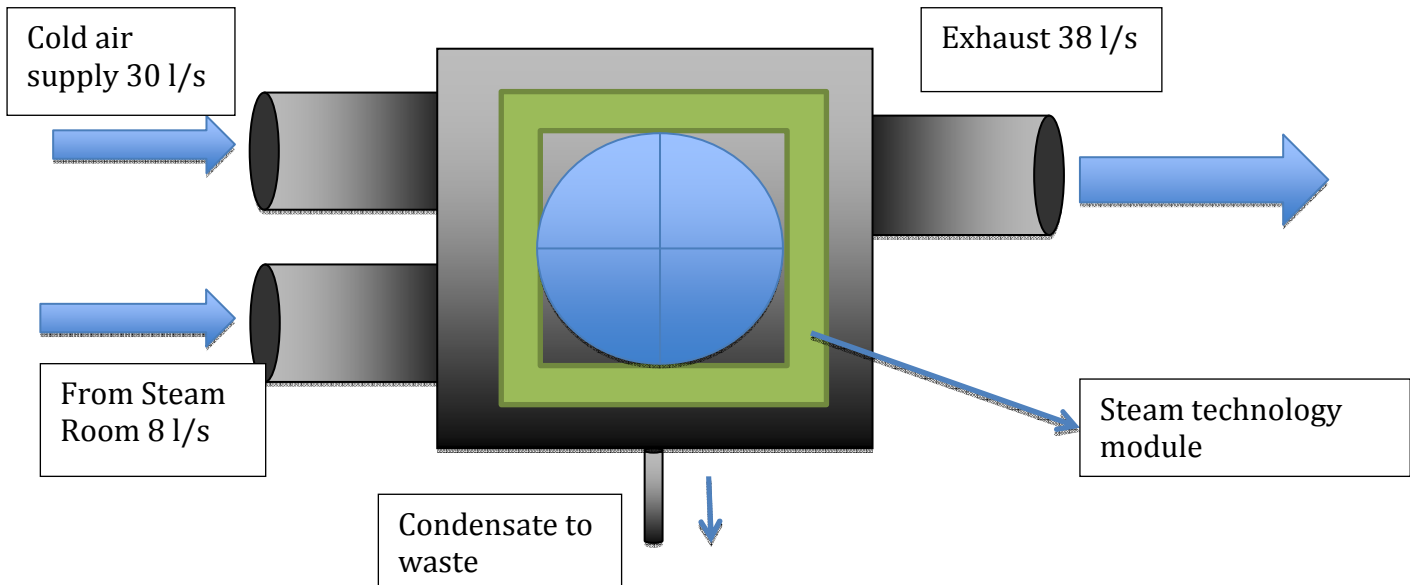 Cold air
supply 30 l/s
Exhaust 38 l/s
From Steam
Room 8 l/s
Steam technology
module
Condensate to
waste